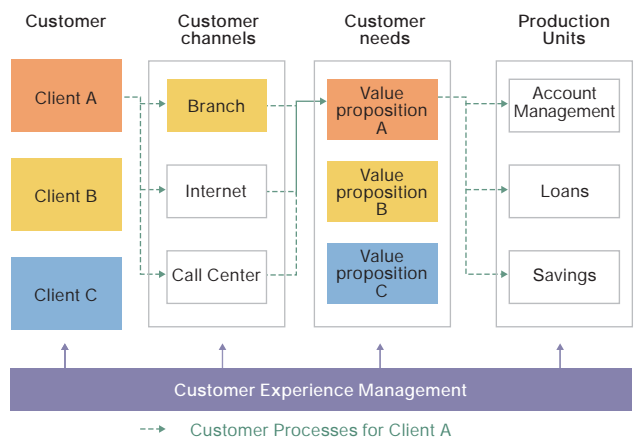 Customer
Customer
channels
Customer
needs
Production
Units
Client A
Branch
Value
proposition
A
Account
Management
Client B
Internet
Value
proposition
B
Loans
Client C
Call Center
Value
proposition
C
Savings
Customer Experience Management
Customer Processes for Client A